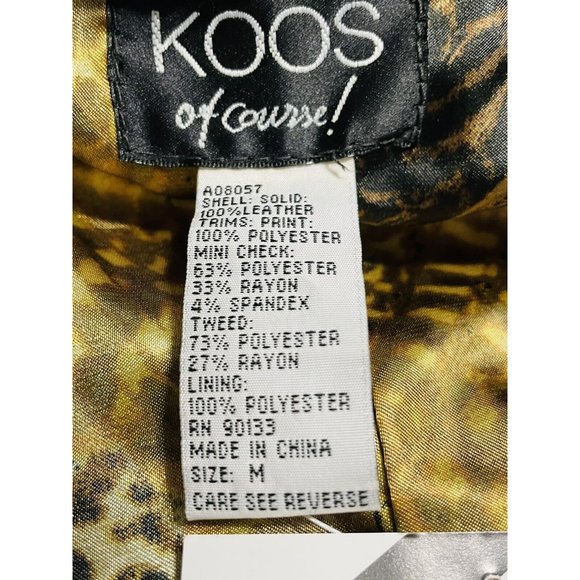 KOOS
of course!
A08057
SHELL: SOLID:
100%LEATHER
TRIMS: PRINT:
100% POLYESTER
MINI CHECK:
63% POLYESTER
33% RAYON
4% SPANDEX
TWEED:
73% POLYESTER
27% RAYON
LINING:
100% POLYESTER
RN 90133
MADE IN CHINA
SIZE: M
CARE SEE REVERSE